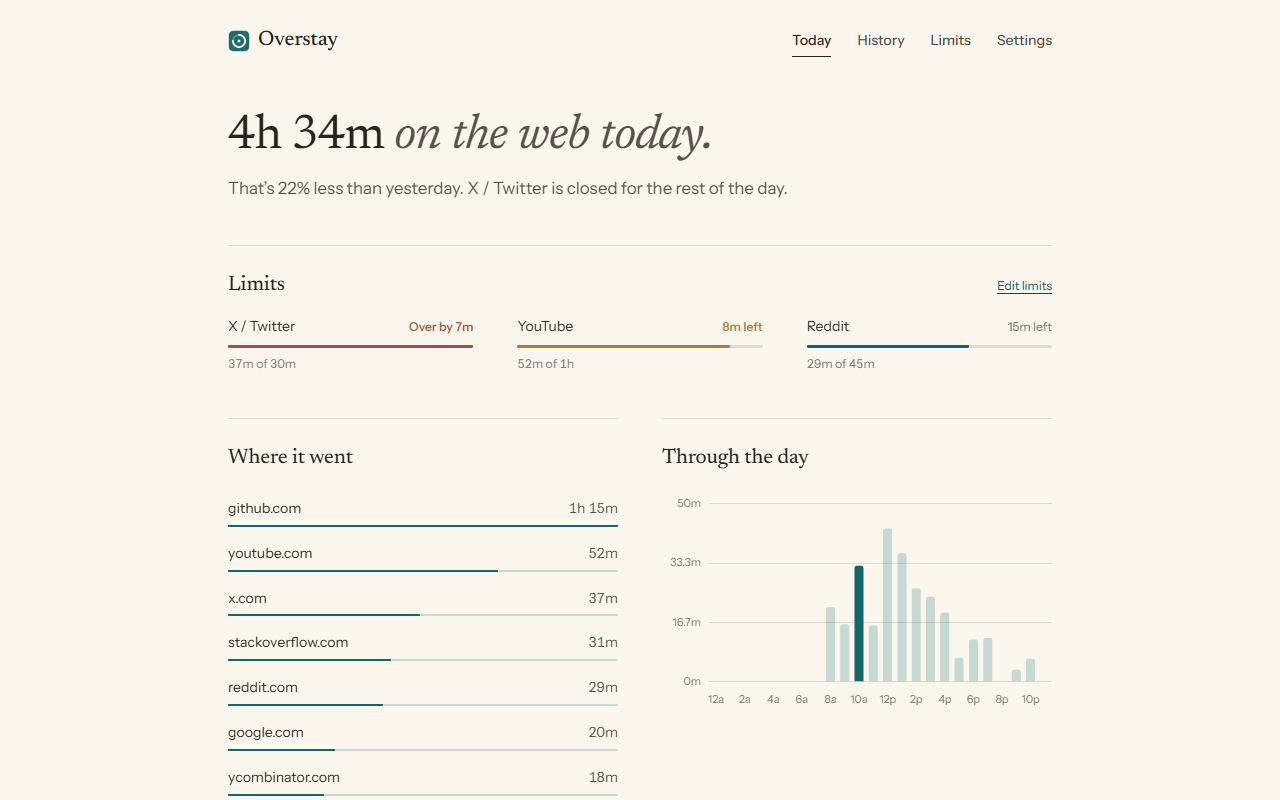 Overstay
Today History Limits Settings
4h 34m on the web today.
That's 22% less than yesterday. X / Twitter is closed for the rest of the day.
Limits
Edit limits
X / Twitter Over by 7m
37m of 30m
YouTube 8m left
52m of 1h
Reddit 15m left
29m of 45m
Where it went
github.com 1h 15m
youtube.com 52m
x.com 37m
stackoverflow.com 31m
reddit.com 29m
google.com 20m
ycombinator.com 18m
Through the day
50m
33.3m
16.7m
0m
12a 2a 4a 6a 8a 10a 12p 2p 4p 6p 8p 10p